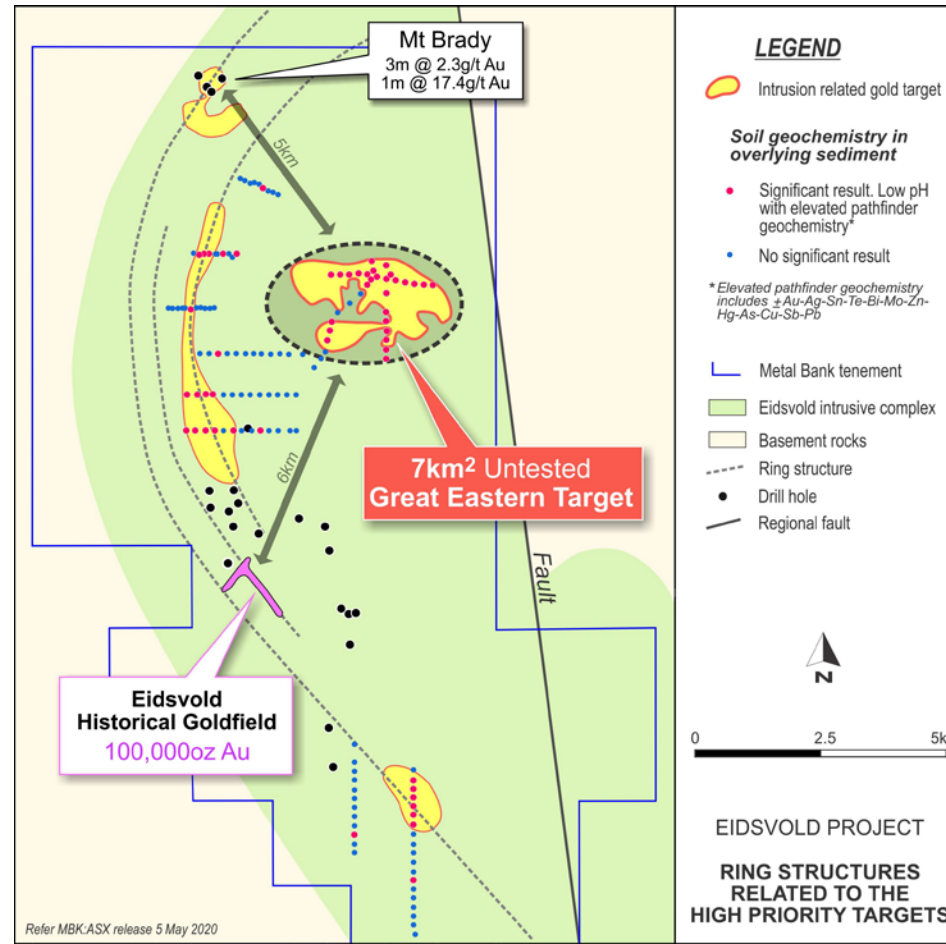 Mt Brady
3m @ 2.3g/t Au
1m @ 17.4g/t Au
5km
6km
7km² Untested
Great Eastern Target
Fault
Eidsvold
Historical Goldfield
100,000oz Au
Refer MBK:ASX release 5 May 2020
LEGEND
Intrusion related gold target
Soil geochemistry in
overlying sediment
Significant result. Low pH
with elevated pathfinder
geochemistry*
No significant result
* Elevated pathfinder geochemistry
includes ±Au-Ag-Sn-Te-Bi-Mo-Zn-
Hg-As-Cu-Sb-Pb
Metal Bank tenement
Eidsvold intrusive complex
Basement rocks
Ring structure
Drill hole
Regional fault
N
0 2.5 5k
EIDSVOLD PROJECT
RING STRUCTURES
RELATED TO THE
HIGH PRIORITY TARGETS